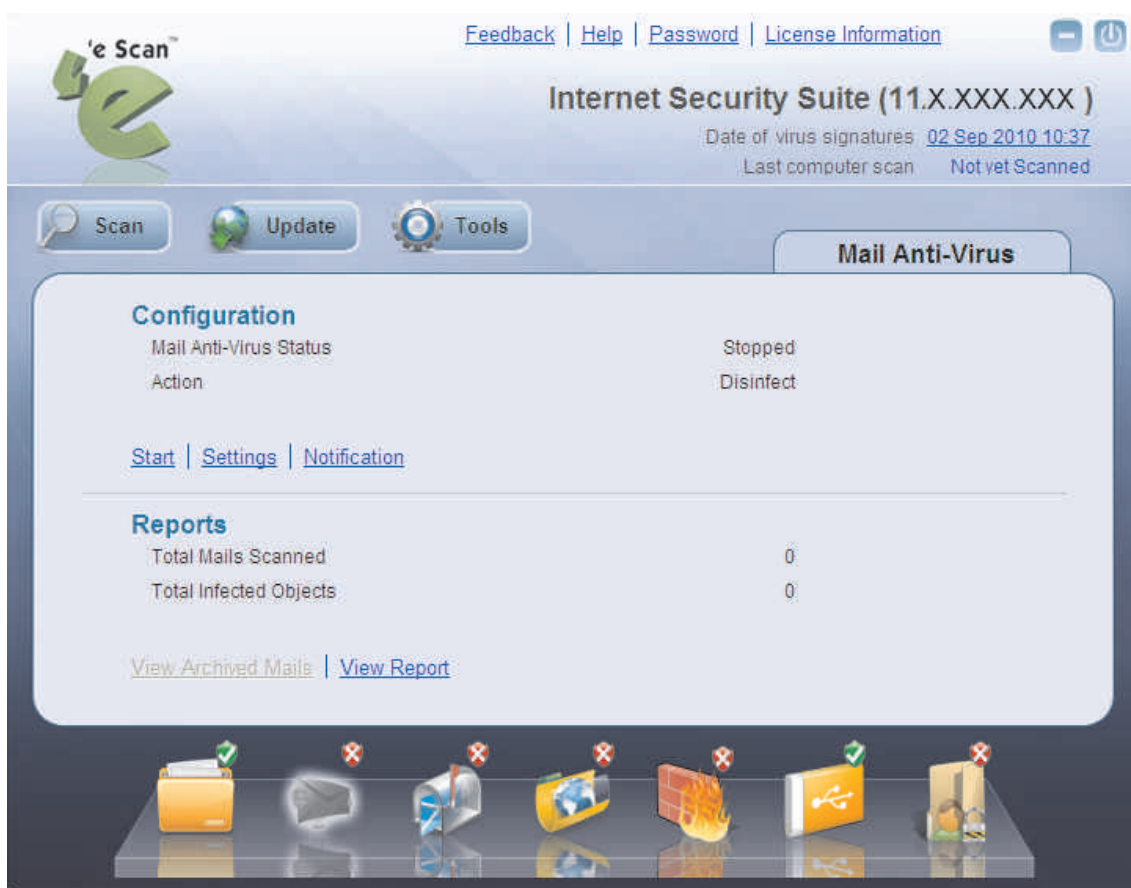 'e Scan™
Feedback | Help | Password | License Information
Internet Security Suite (11.X.XXX.XXX )
Date of virus signatures 02 Sep 2010 10:37
Last computer scan Not yet Scanned
Scan Update Tools
Mail Anti-Virus
Configuration
Mail Anti-Virus Status Stopped
Action Disinfect
Start | Settings | Notification
Reports
Total Mails Scanned 0
Total Infected Objects 0
View Archived Mails | View Report